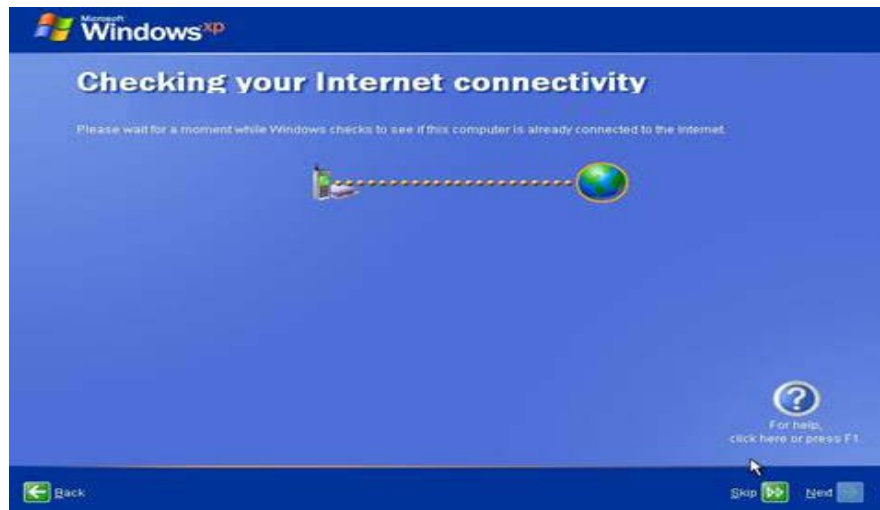 Microsoft
Windows xp
Checking your Internet connectivity
Please wait for a moment while Windows checks to see if this computer is already connected to the Internet.
?
For help,
click here or press F1
Back
Skip
Next